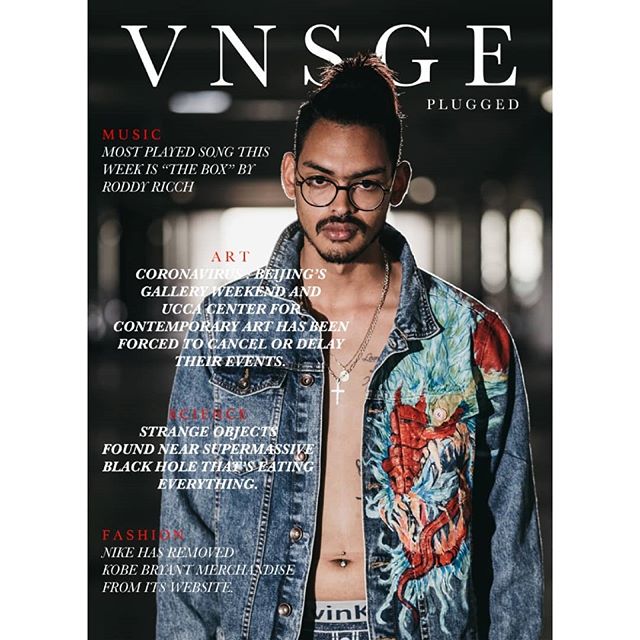 VNSGE
PLUGGED
MUSIC
MOST PLAYED SONG THIS
WEEK IS “THE BOX” BY
RODDY RICCH
ART
CORONAVIRUS : BEIJING’S
GALLERY WEEKEND AND
UCCA CENTER FOR
CONTEMPORARY ART HAS BEEN
FORCED TO CANCEL OR DELAY
THEIR EVENTS.
SCIENCE
STRANGE OBJECTS
FOUND NEAR SUPERMASSIVE
BLACK HOLE THAT’S EATING
EVERYTHING.
FASHION
NIKE HAS REMOVED
KOBE BRYANT MERCHANDISE
FROM ITS WEBSITE.